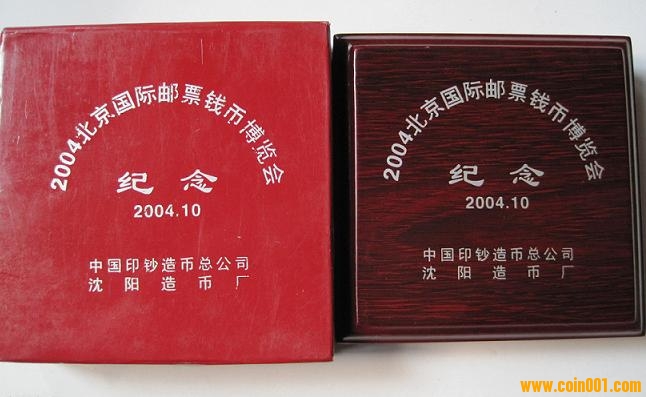 2004北京国际邮票钱币博览会
纪念
2004.10
中国印钞造币总公司
沈阳造币厂
2004北京国际邮票钱币博览会
纪念
2004.10
中国印钞造币总公司
沈阳造币厂
www.coin001.com